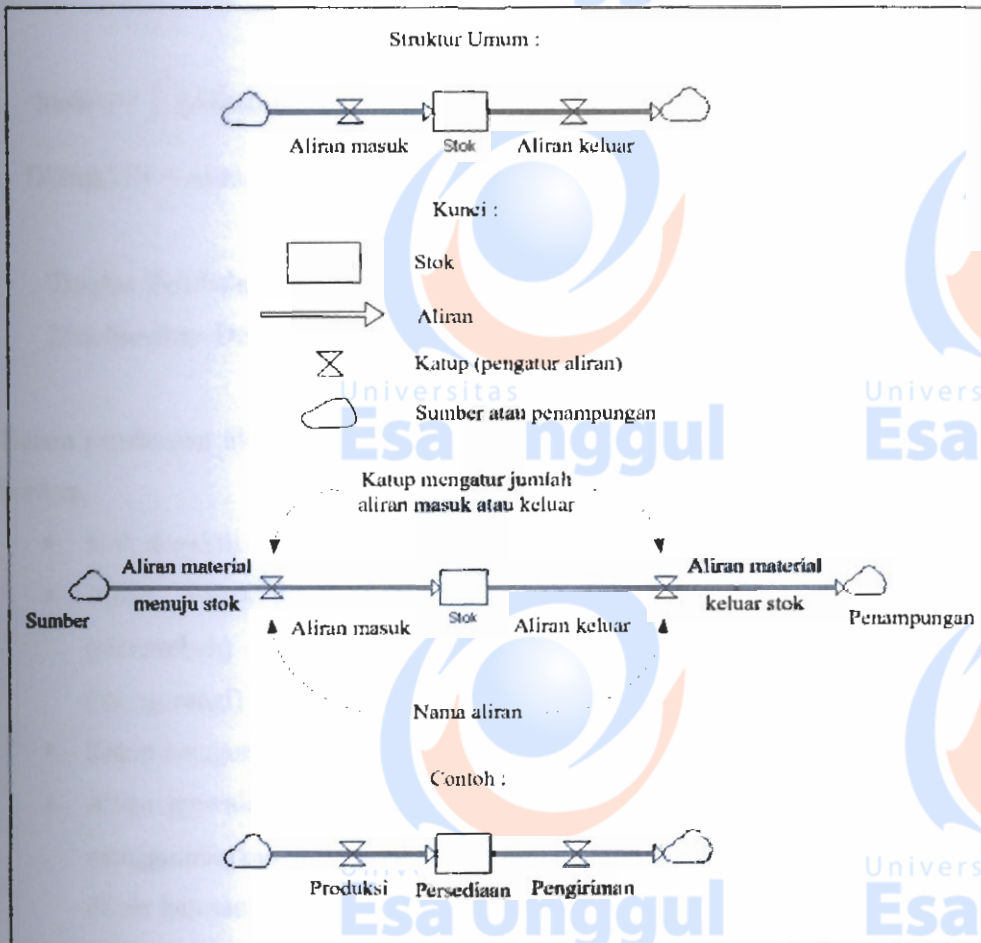 Struktur Umum :
Aliran masuk
Stok
Aliran keluar
Kunci :
Stok
Aliran
Katup (pengatur aliran)
Sumber atau penampungan
Universitas
Esa nggul
Univers
Esa
Katup mengatur jumlah
aliran masuk atau keluar
Aliran material
menuju stok
Aliran material
keluar stok
Sumber
Aliran masuk
Stok
Aliran keluar
Penampungan
Nama aliran
Contoh :
Produksi
Persediaan
Pengiriman
Esa Unggul
Univers
Esa